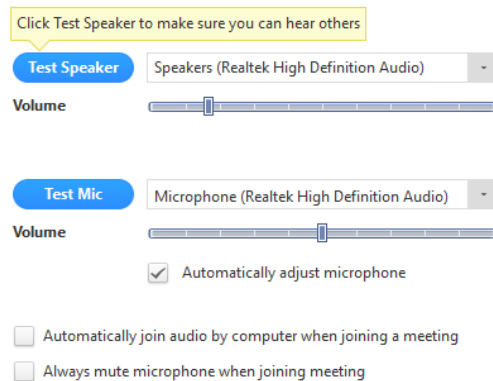 Click Test Speaker to make sure you can hear others
Test Speaker Speakers (Realtek High Definition Audio)
Volume
Test Mic Microphone (Realtek High Definition Audio)
Volume
Automatically adjust microphone
Automatically join audio by computer when joining a meeting
Always mute microphone when joining meeting